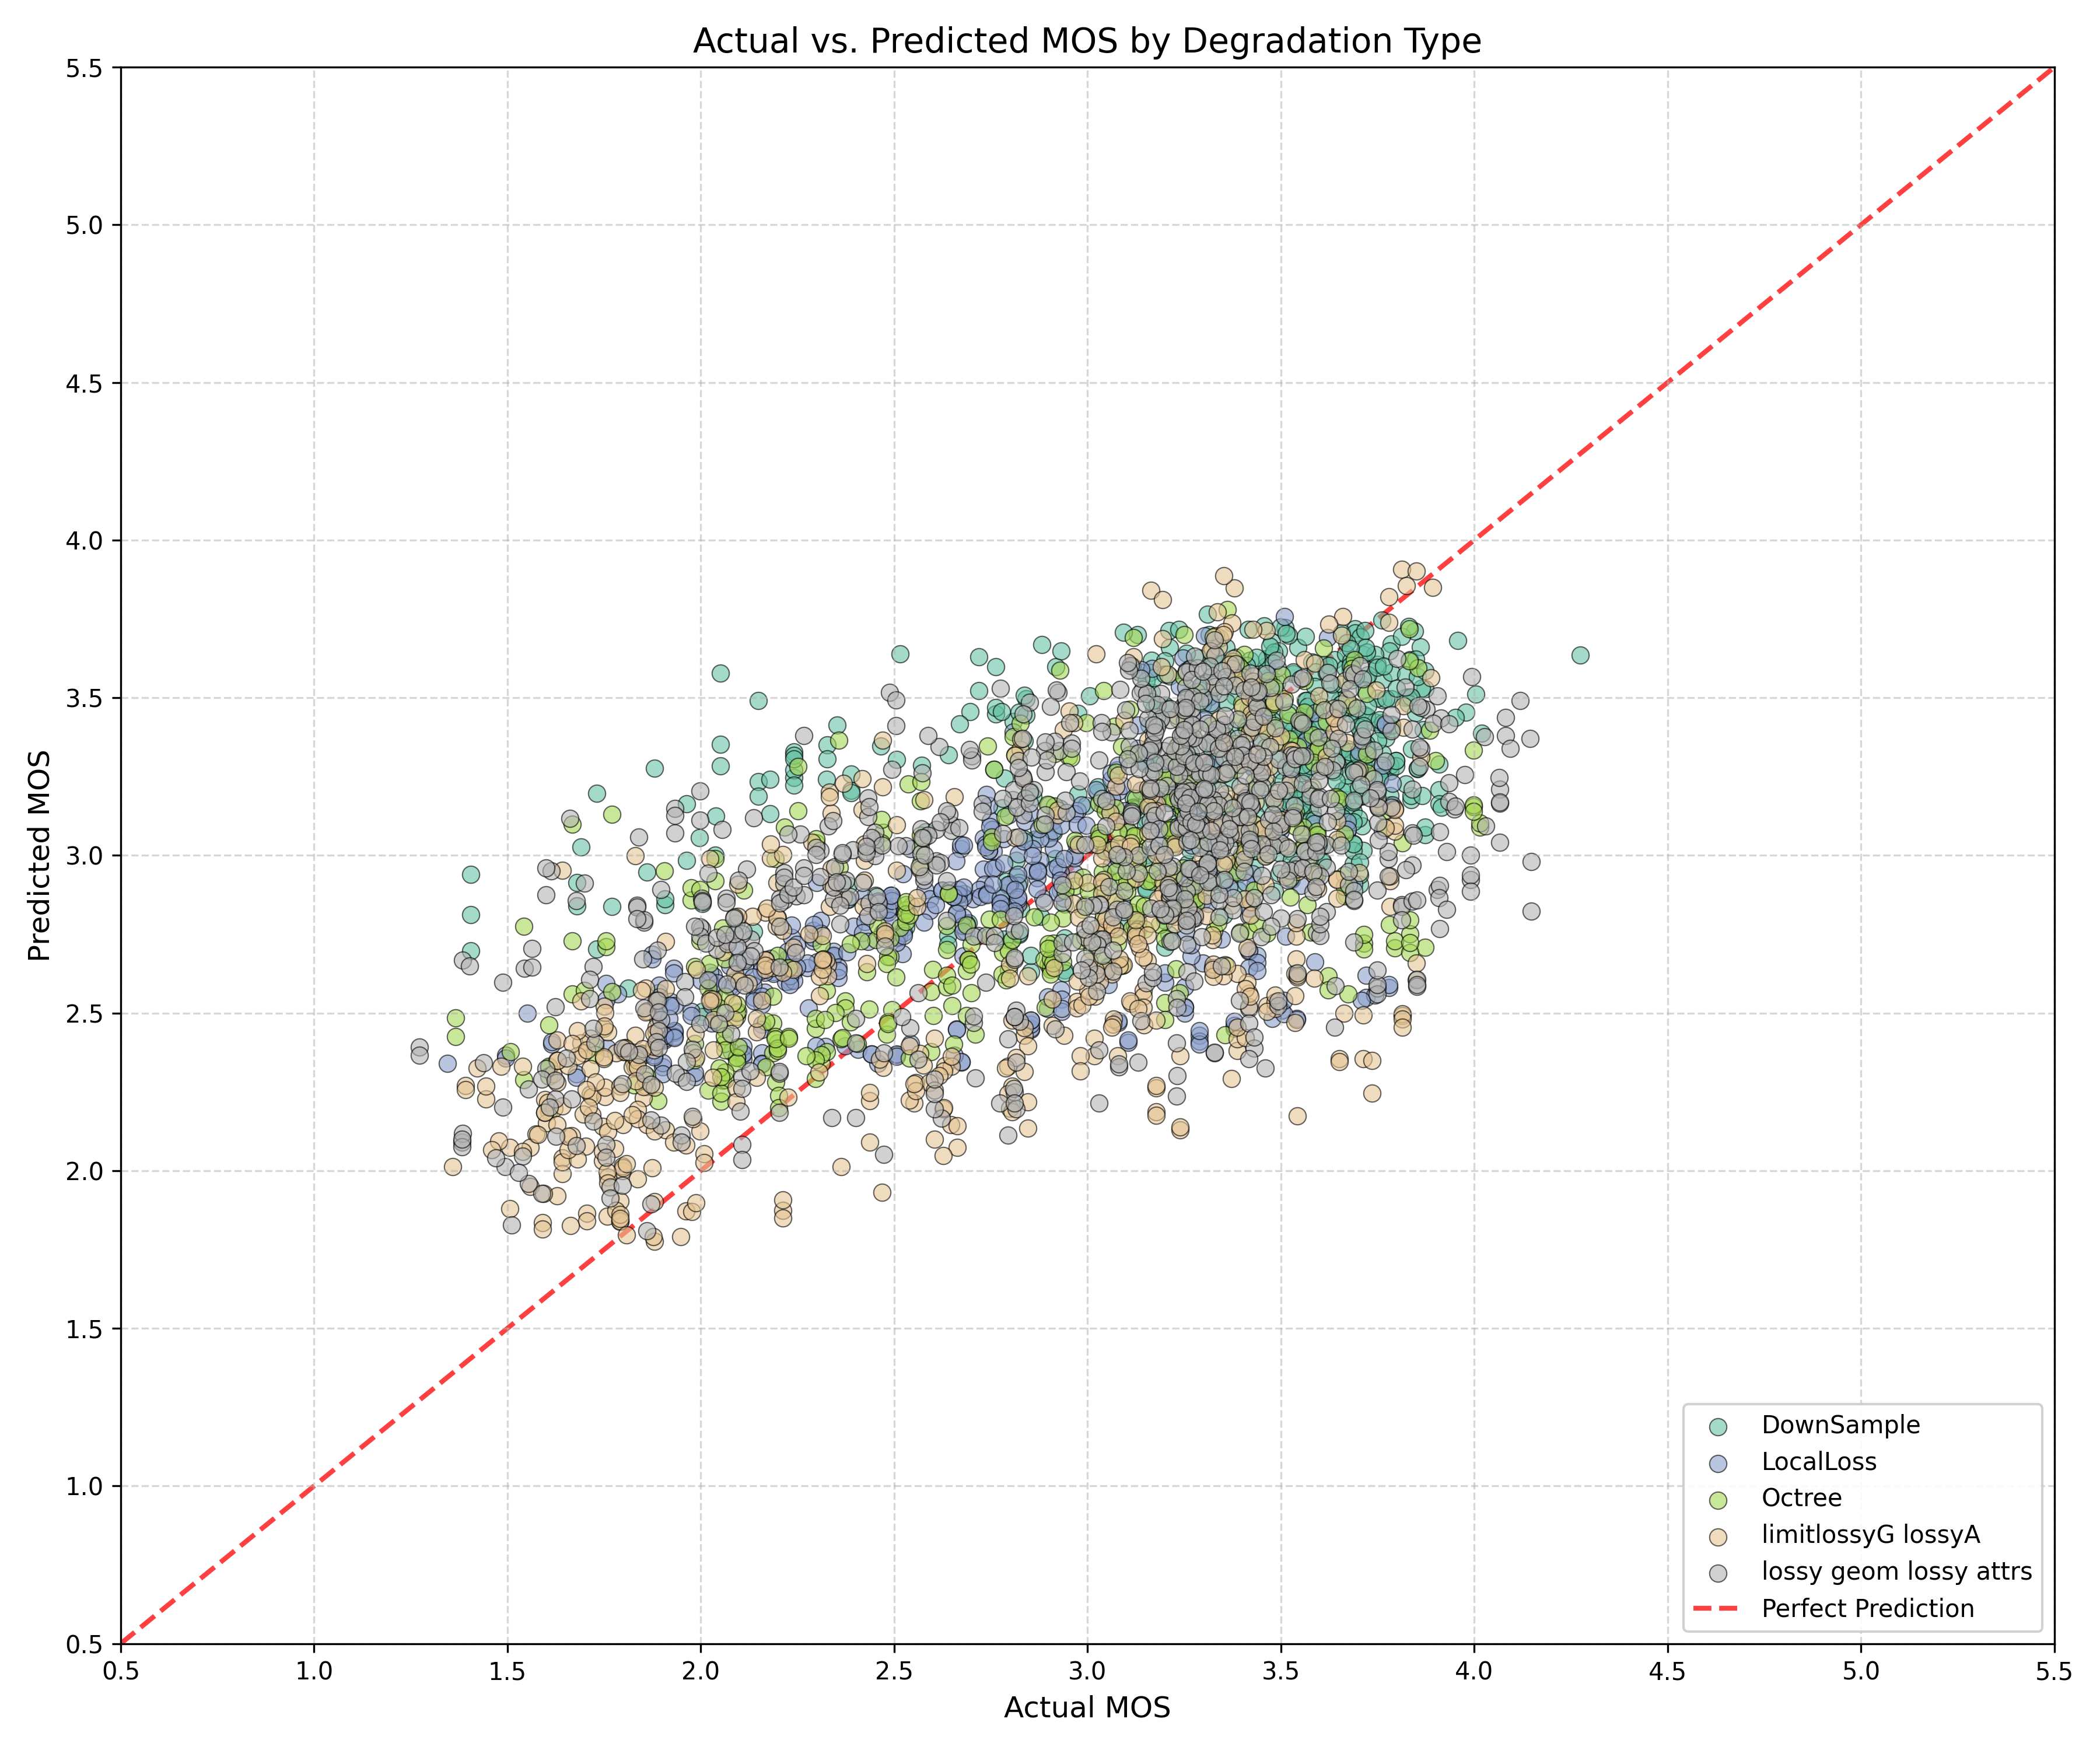 Actual vs. Predicted MOS by Degradation Type
Predicted MOS
5.5
5.0
4.5
4.0
3.5
3.0
2.5
2.0
1.5
1.0
0.5
DownSample
LocalLoss
Octree
limitlossyG lossyA
lossy geom lossy attrs
Perfect Prediction
0.5 1.0 1.5 2.0 2.5 3.0 3.5 4.0 4.5 5.0 5.5
Actual MOS